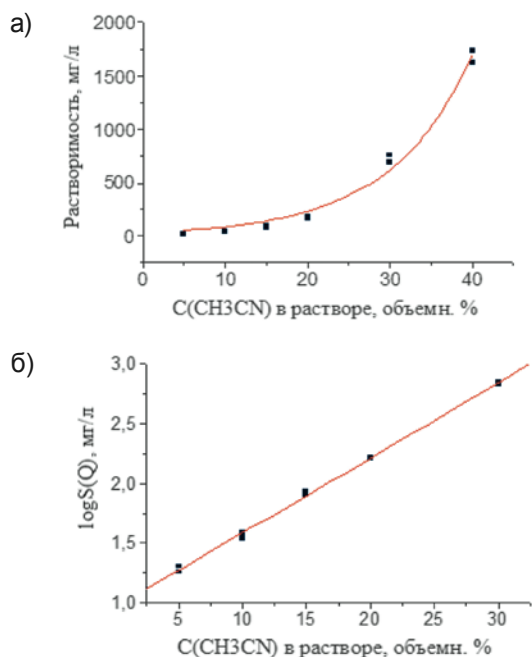 а)
Растворимость, мг/л
2000
1500
1000
500
0
0 10 20 30 40
C(CH3CN) в растворе, объемн. %
б)
logS(Q), мг/л
3,0
2,5
2,0
1,5
1,0
5 10 15 20 25 30
C(CH3CN) в растворе, объемн. %